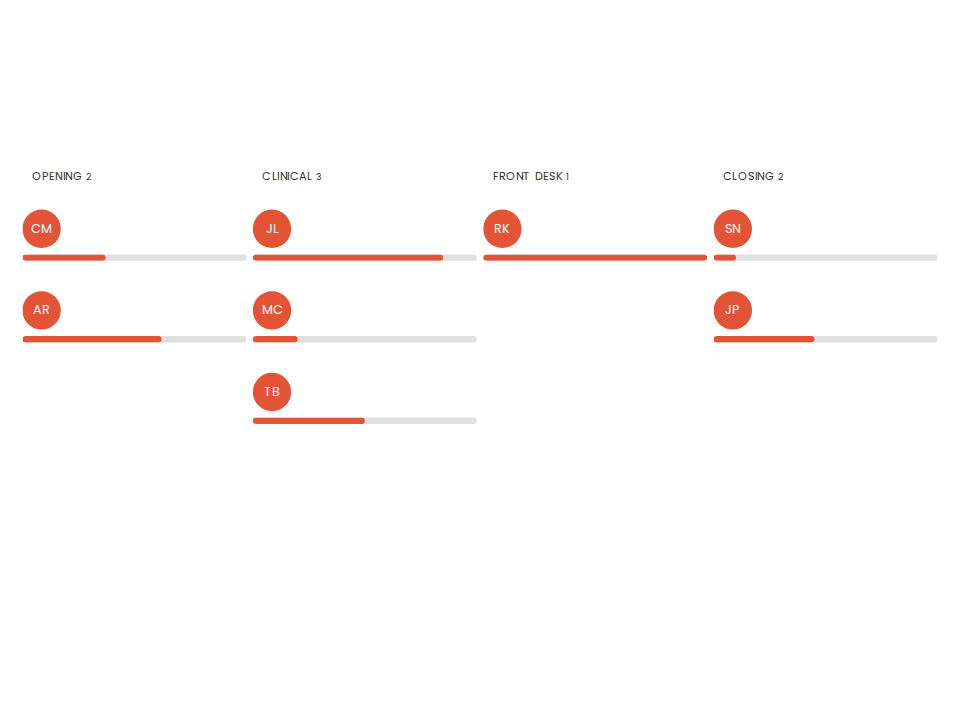 OPENING 2
CM
AR
CLINICAL 3
JL
MC
TB
FRONT DESK 1
RK
CLOSING 2
SN
JP